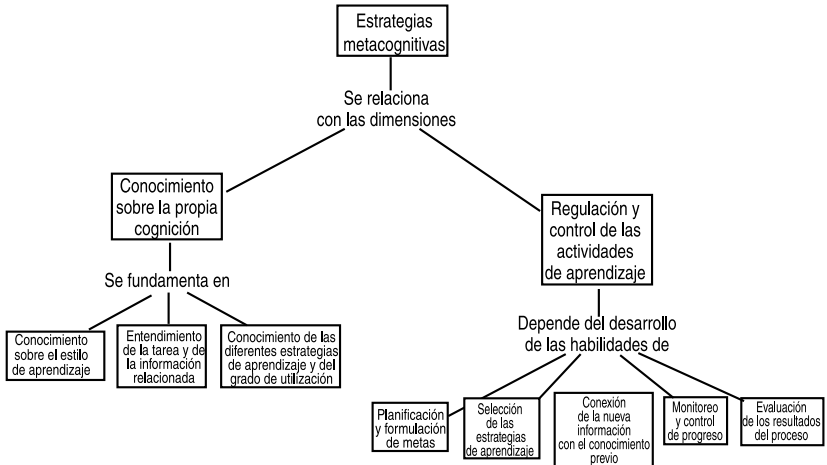 Estrategias
metacognitivas
Se relaciona
con las dimensiones
Conocimiento
sobre la propia
cognición
Regulación y
control de las
actividades
de aprendizaje
Se fundamenta en
Conocimiento
sobre el estilo
de aprendizaje
Entendimiento
de la tarea y de
la información
relacionada
Conocimiento de las
diferentes estrategias
de aprendizaje y del
grado de utilización
Depende del desarrollo
de las habilidades de
Planificación
y formulación
de metas
Selección
de las
estrategias
de aprendizaje
Conexión
de la nueva
información
con el conocimiento
previo
Monitoreo
y control
de progreso
Evaluación
de los resultados
del proceso